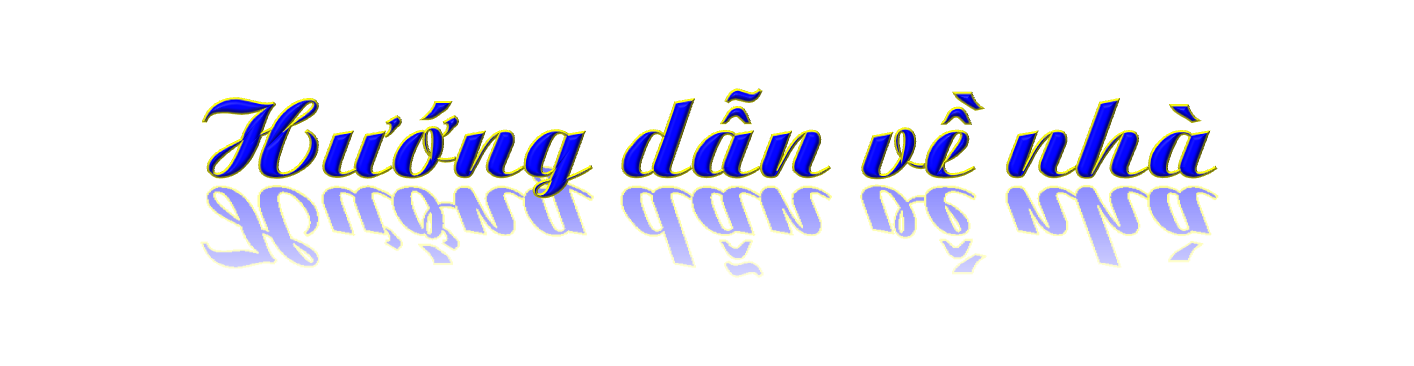 Hướng dẫn về nhà